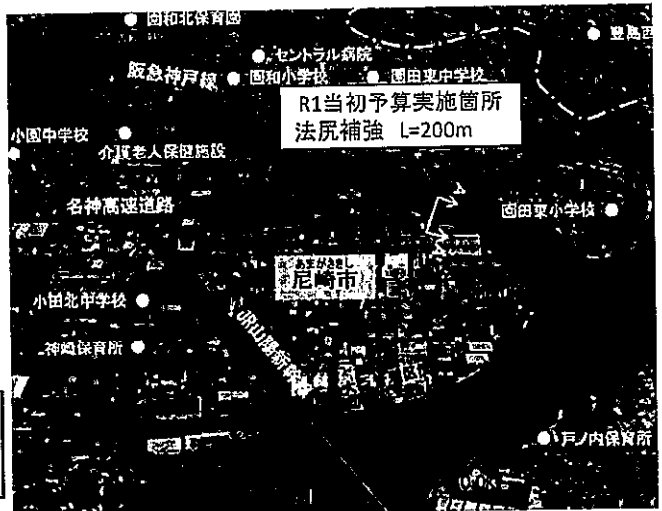 園和北保育園
豊島西
セントラル病院
阪急神戸線
園和小学校
園田東中学校
R1当初予算実施箇所
法尻補強 L=200m
小園中学校
介護老人保健施設
名神高速道路
園田東小学校
あまがさき
尼崎市
小田北中学校
JR山陽新
神崎保育所
戸ノ内保育所